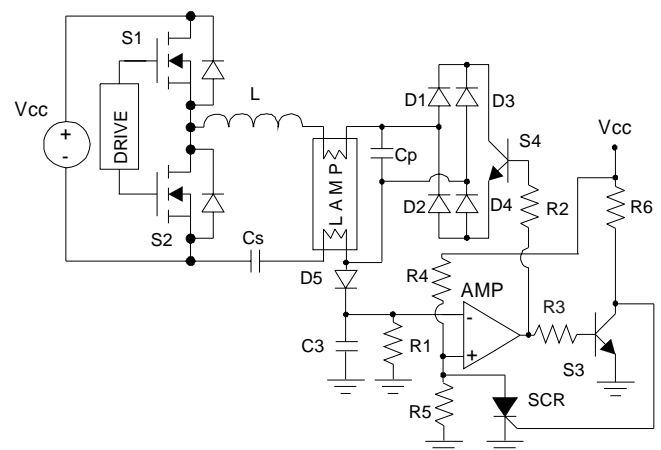 S1
Vcc
+
-
DRIVE
S2
L
Cs
LAMP
Cp
D1
D3
D2
D4
S4
R2
Vcc
R6
D5
R4
AMP
R3
-
+
C3
R1
S3
R5
SCR